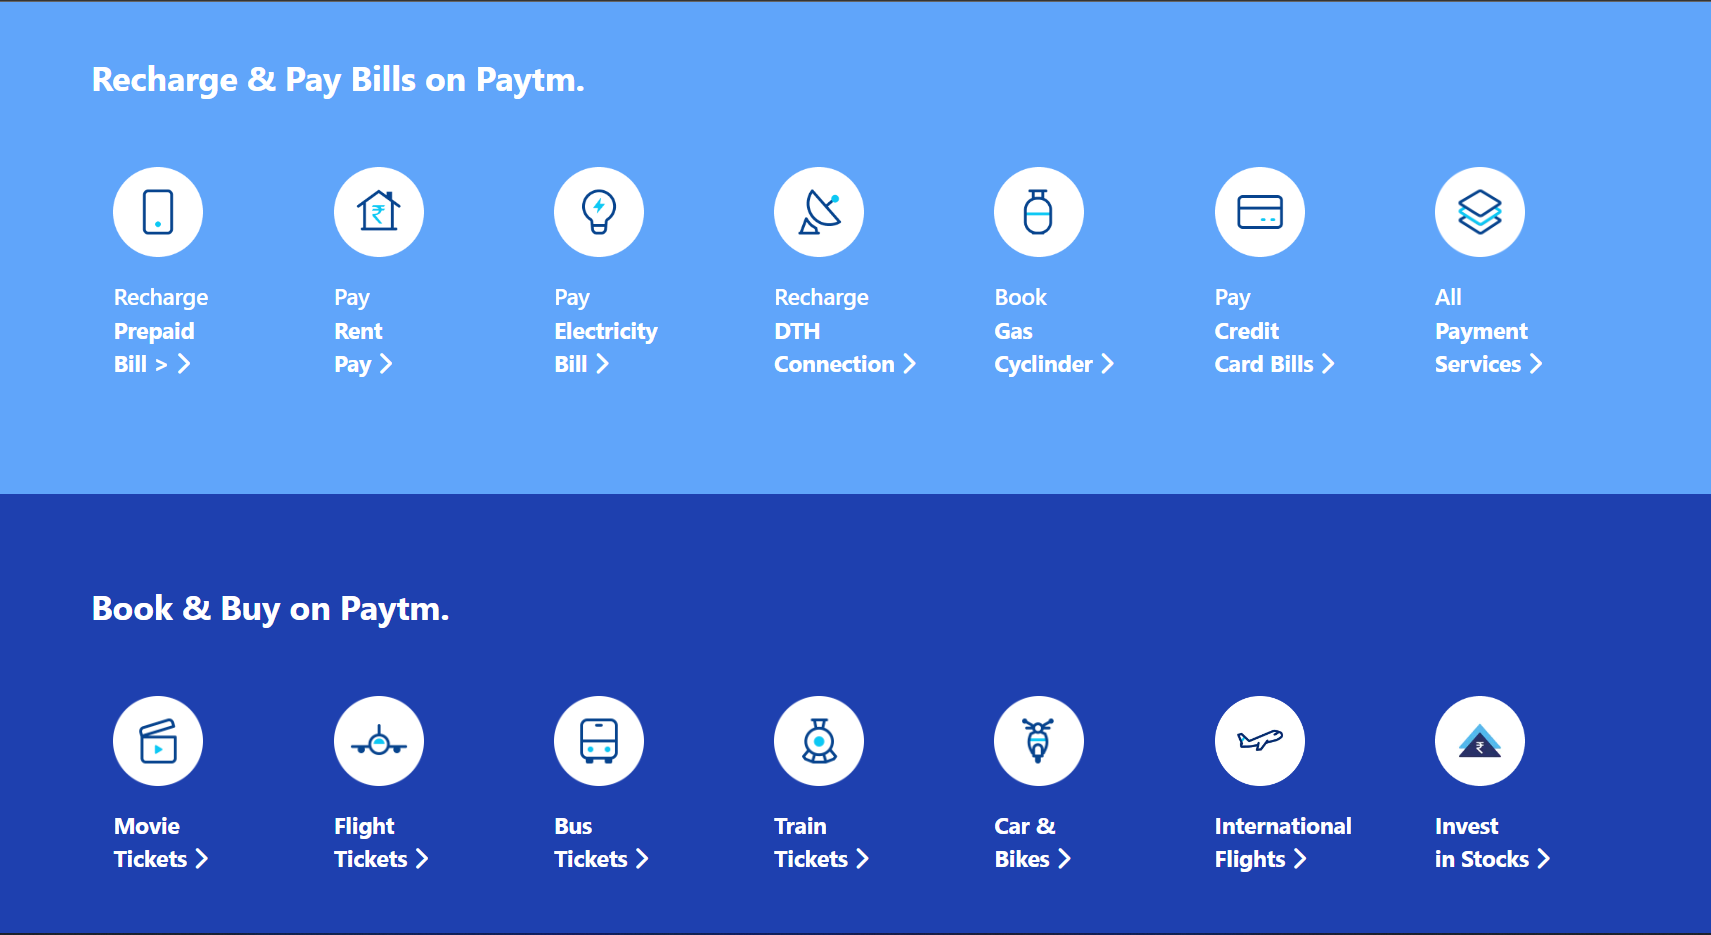 Recharge & Pay Bills on Paytm.
Recharge
Prepaid
Bill >
Pay
Rent
Pay
Pay
Electricity
Bill
Recharge
DTH
Connection
Book
Gas
Cyclinder
Pay
Credit
Card Bills
All
Payment
Services
Book & Buy on Paytm.
Movie
Tickets
Flight
Tickets
Bus
Tickets
Train
Tickets
Car &
Bikes
International
Flights
Invest
in Stocks